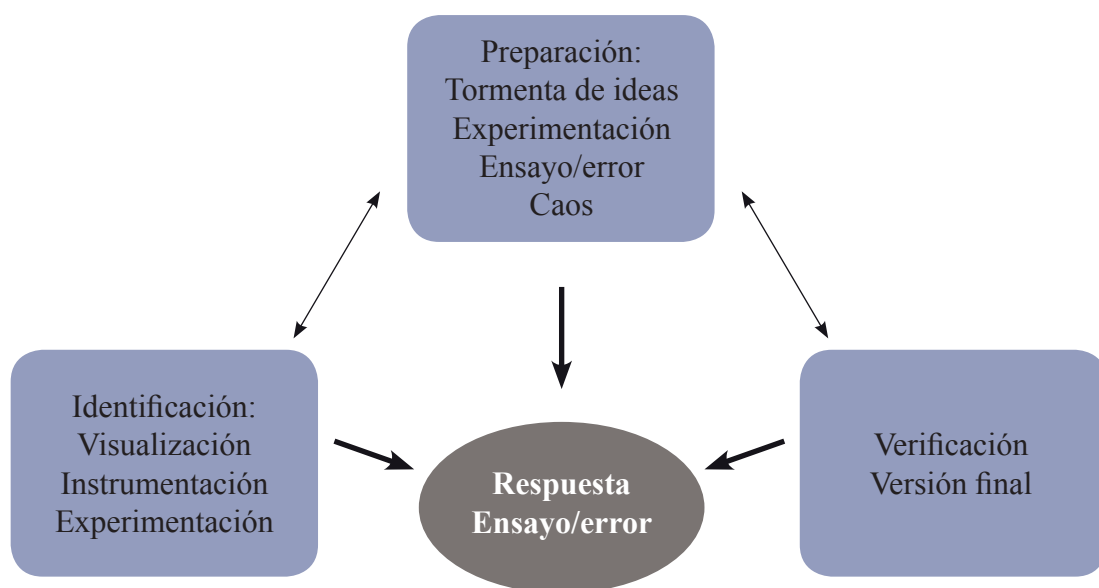 Preparación:
Tormenta de ideas
Experimentación
Ensayo/error
Caos
Identificación:
Visualización
Instrumentación
Experimentación
Respuesta
Ensayo/error
Verificación
Versión final